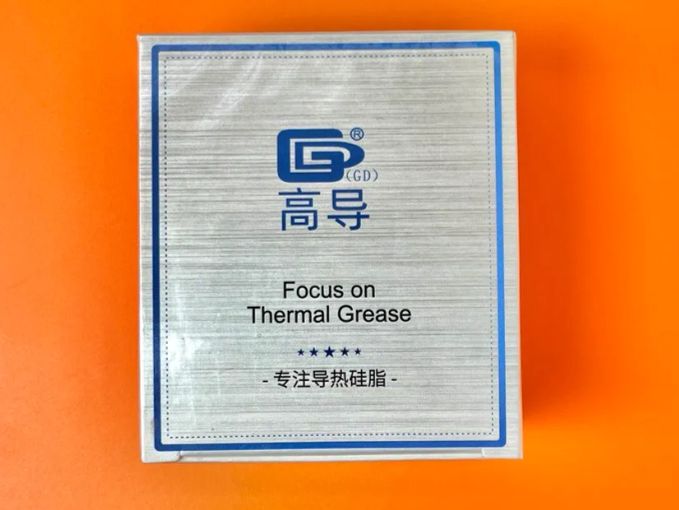 GD®
(GD)
高导
Focus on
Thermal Grease
★★★★★
- 专注导热硅脂 -